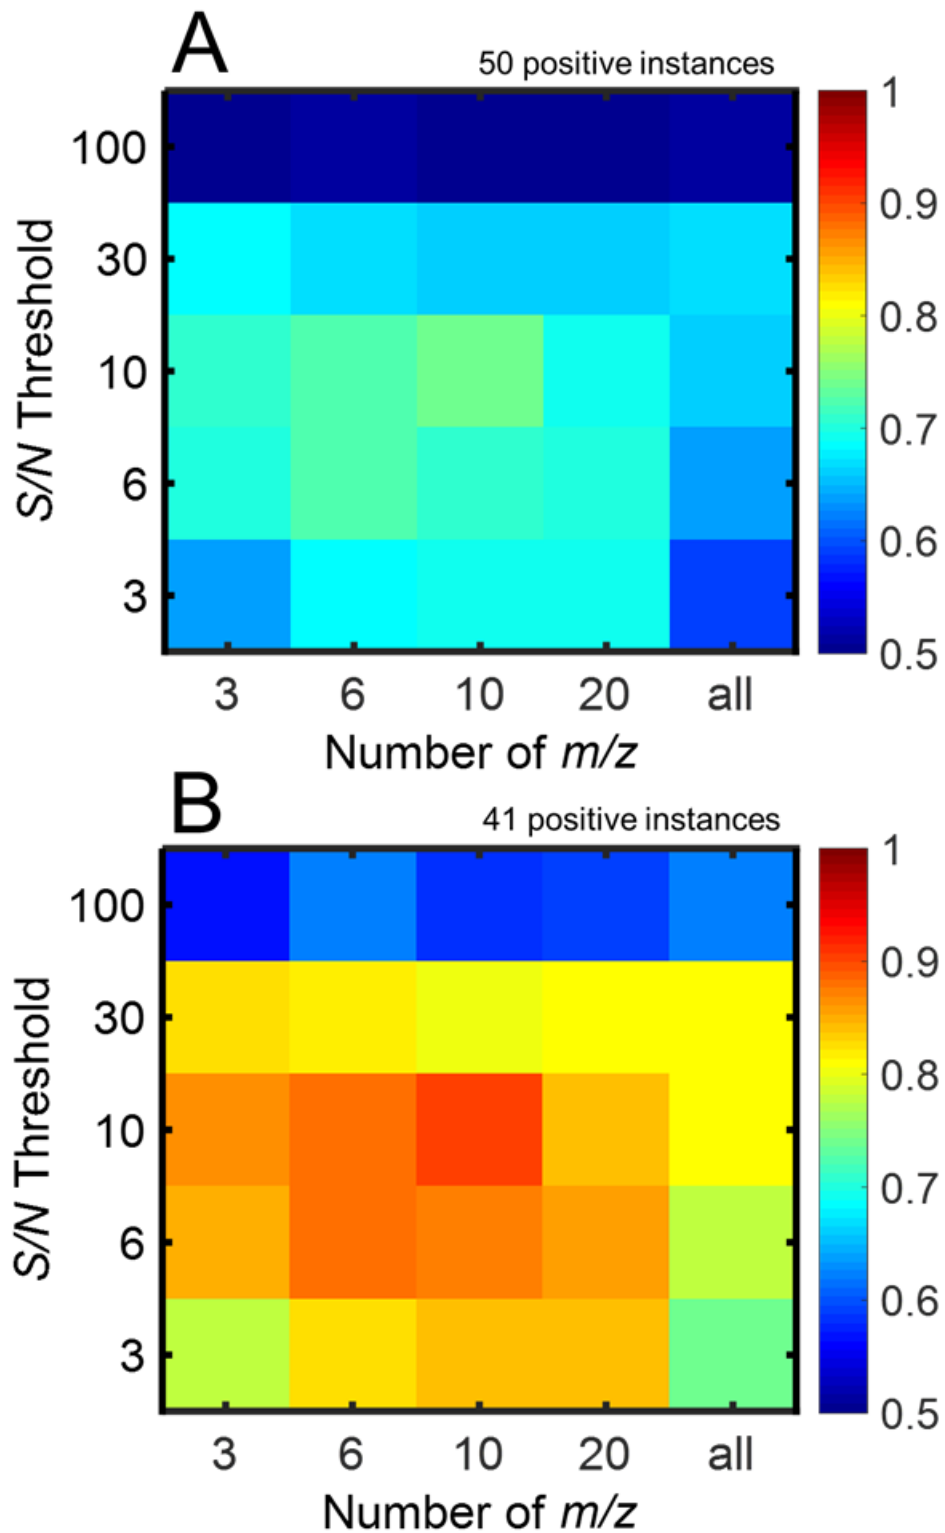 A
50 positive instances
1
100
0.9
30
0.8
S/N Threshold
10
0.7
6
0.6
3
0.5
3 6 10 20 all
Number of m/z
B
41 positive instances
1
100
0.9
30
0.8
S/N Threshold
10
0.7
6
0.6
3
0.5
3 6 10 20 all
Number of m/z